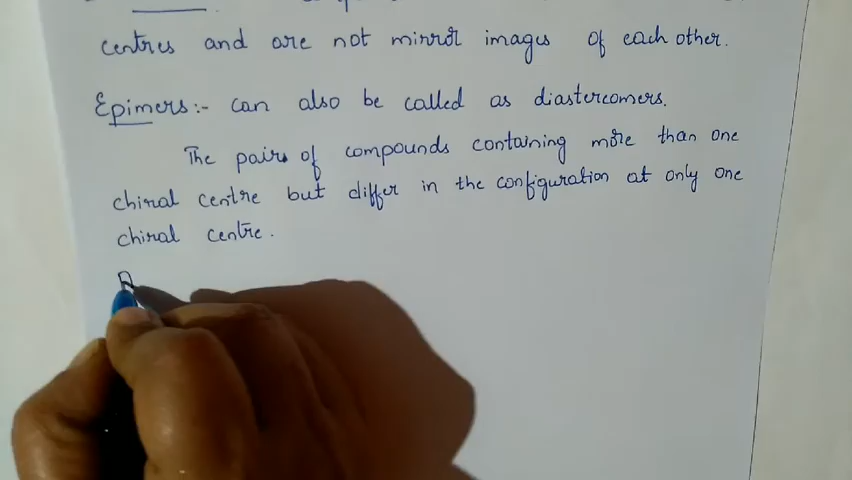 centres and are not mirror images of each other.
Epimers:- can also be called as diastereomers.
The pairs of compounds containing more than one
chiral centre but differ in the configuration at only one
chiral centre.